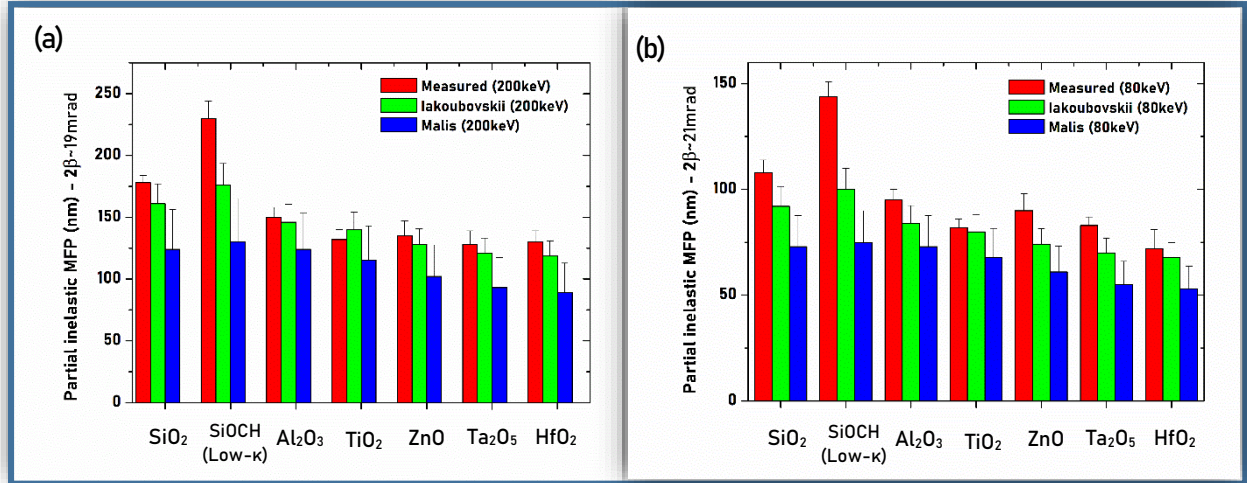 (a)
Partial inelastic MFP (nm) - 2β~19mrad
250
200
150
100
50
0
Measured (200keV)
Iakoubovskii (200keV)
Malis (200keV)
SiO₂
SiOCH
(Low-κ)
Al₂O₃
TiO₂
ZnO
Ta₂O₅
HfO₂
(b)
Partial inelastic MFP (nm) - 2β~21mrad
150
100
50
0
Measured (80keV)
Iakoubovskii (80keV)
Malis (80keV)
SiO₂
SiOCH
(Low-κ)
Al₂O₃
TiO₂
ZnO
Ta₂O₅
HfO₂